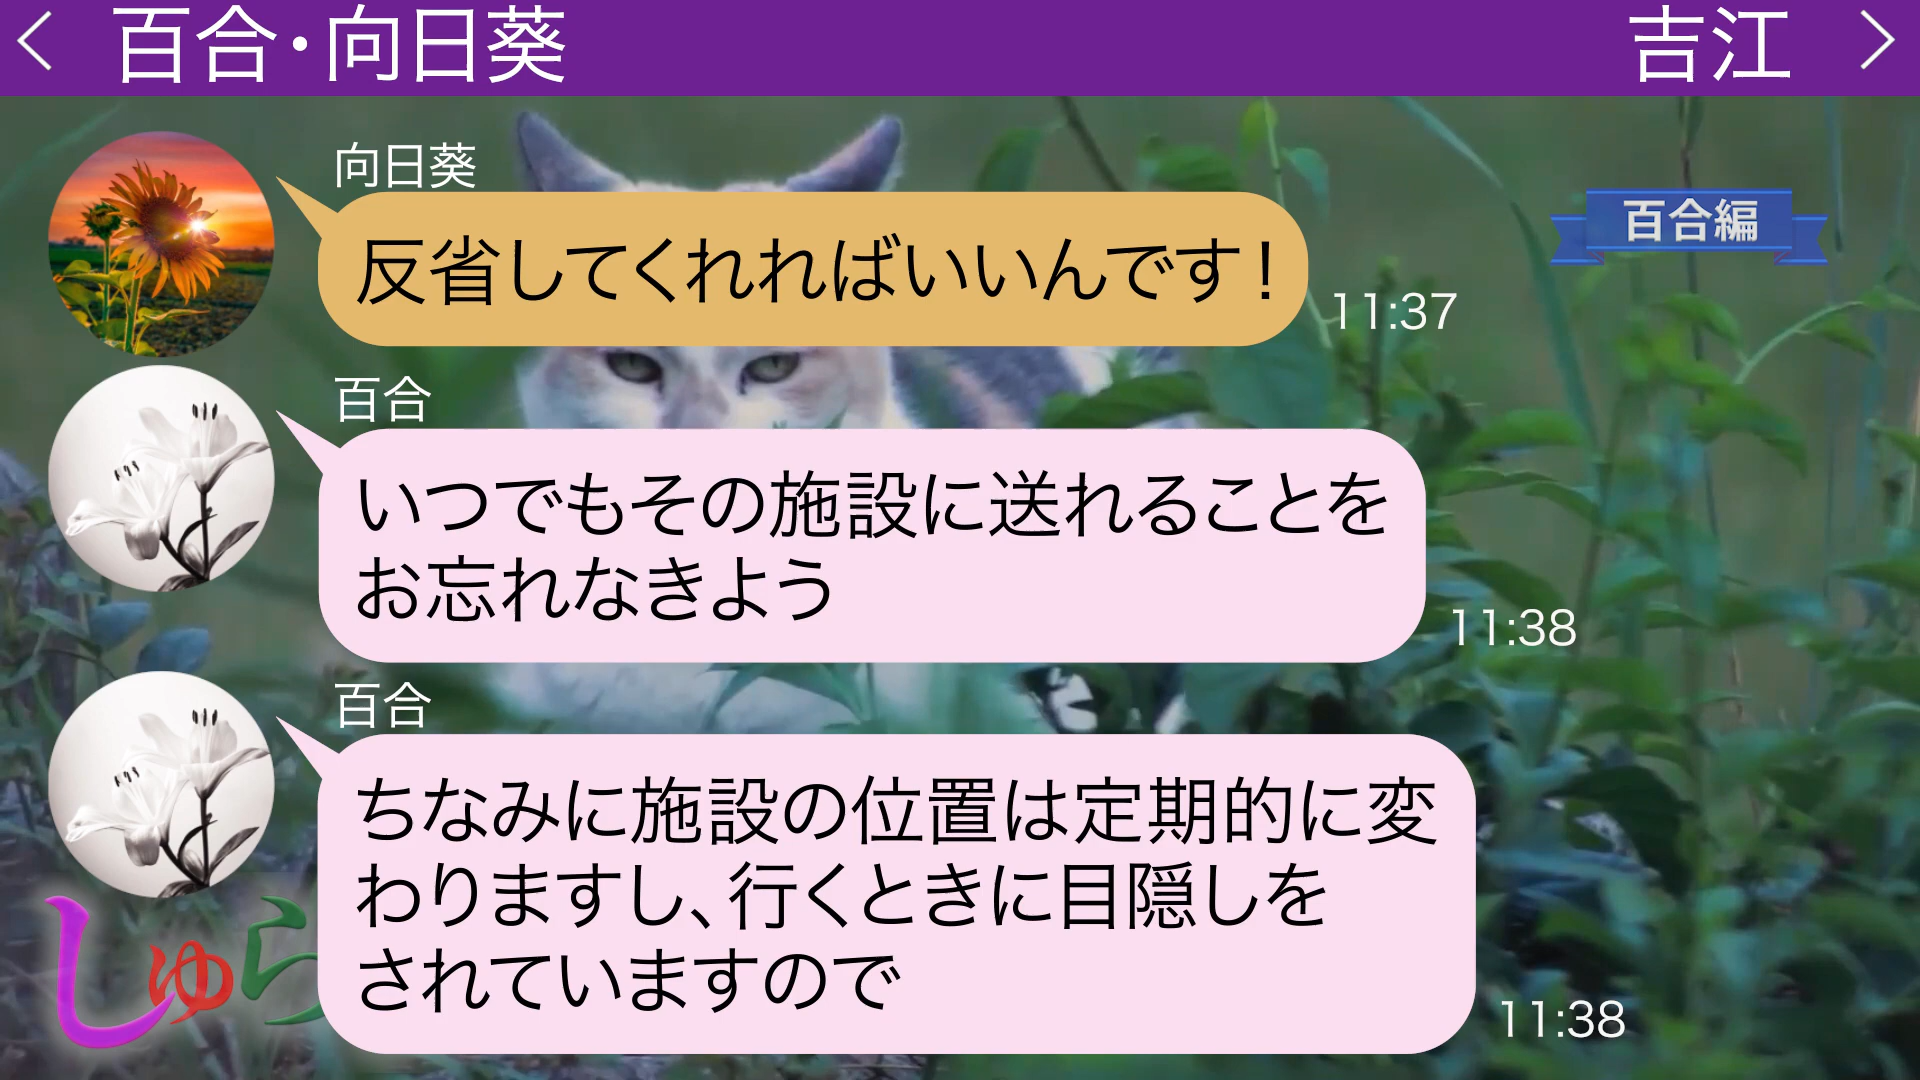 百合・向日葵
吉江
向日葵
反省してくれればいいんです！
11:37
百合編
百合
いつでもその施設に送れることを
お忘れなきよう
11:38
百合
ちなみに施設の位置は定期的に変
わりますし、行くときに目隠しを
されていますので
11:38
しゅら